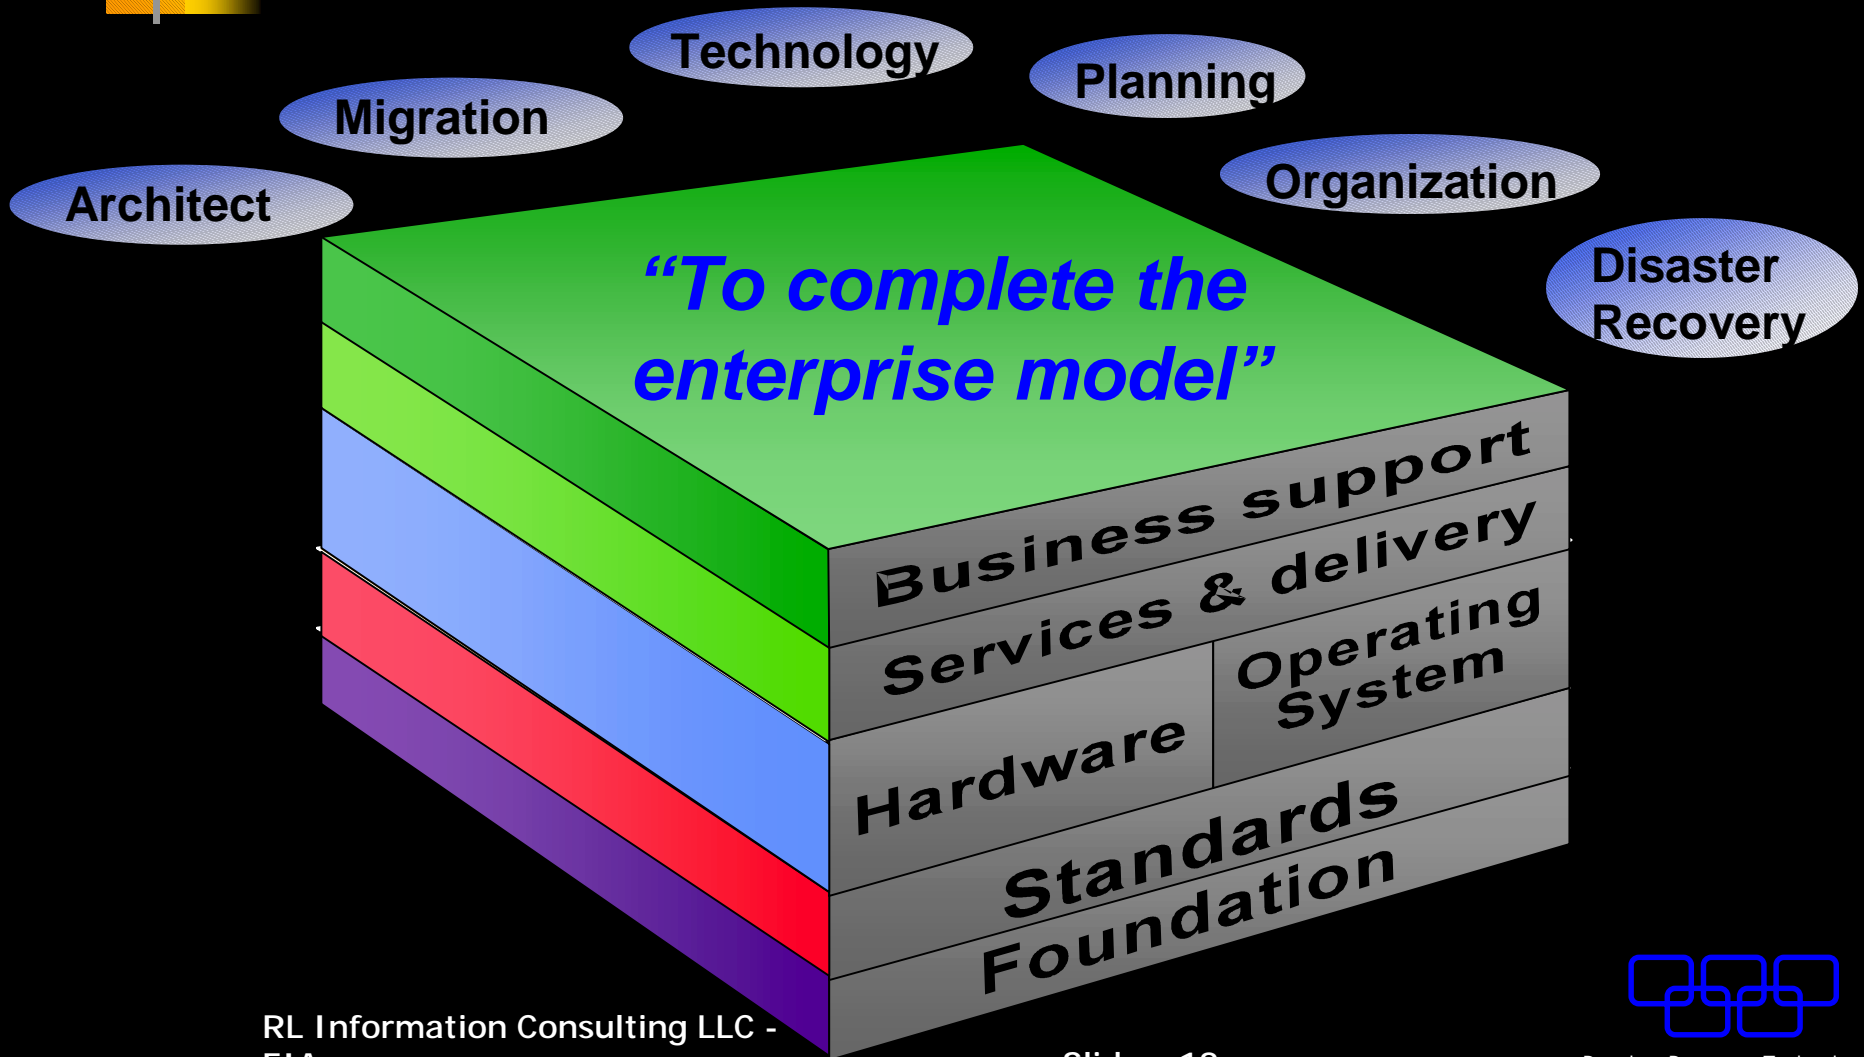 Technology
Planning
Migration
Organization
Architect
Disaster
Recovery
“To complete the
enterprise model”
Business support
Services & delivery
Operating
System
Hardware
Standards
Foundation
RL Information Consulting LLC -